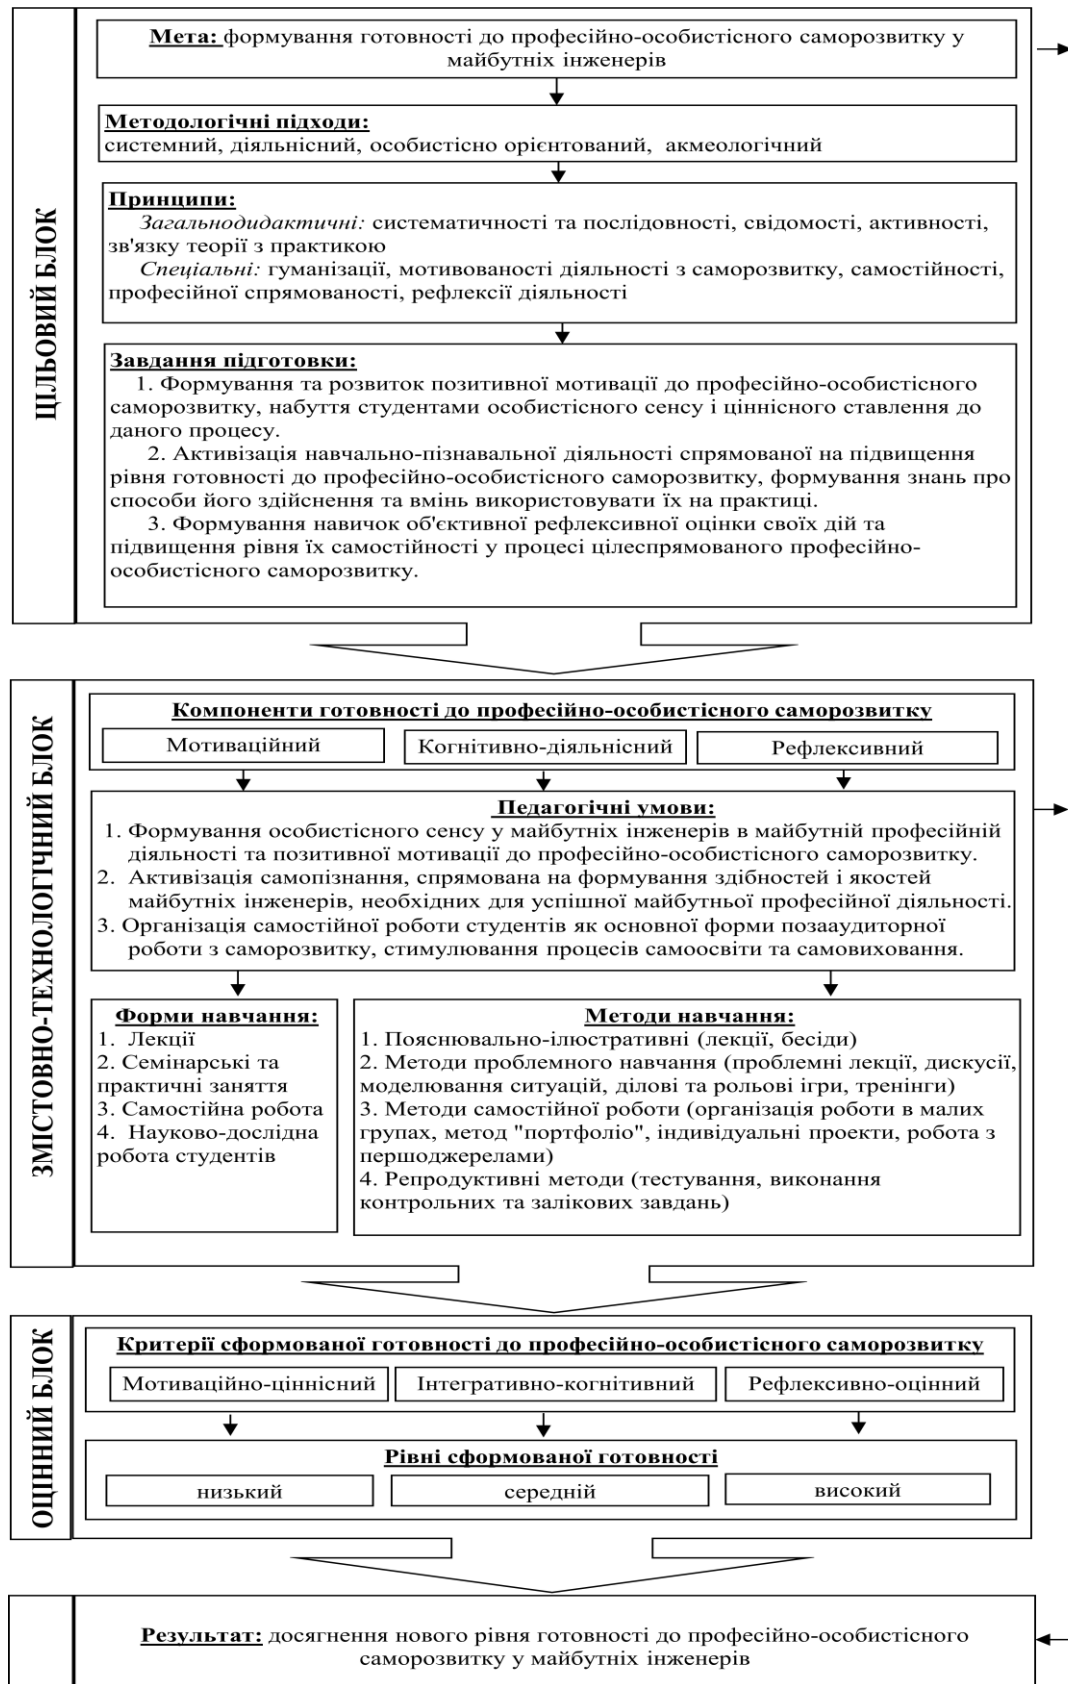 ЦІЛЬОВИЙ БЛОК
Мета: формування готовності до професійно-особистісного саморозвитку у
майбутніх інженерів
Методологічні підходи:
системний, діяльнісний, особистісно орієнтований, акмеологічний
Принципи:
Загальнодидактичні: систематичності та послідовності, свідомості, активності,
зв'язку теорії з практикою
Спеціальні: гуманізації, мотивованості діяльності з саморозвитку, самостійності,
професійної спрямованості, рефлексії діяльності
Завдання підготовки:
1. Формування та розвиток позитивної мотивації до професійно-особистісного
саморозвитку, набуття студентами особистісного сенсу і ціннісного ставлення до
даного процесу.
2. Активізація навчально-пізнавальної діяльності спрямованої на підвищення
рівня готовності до професійно-особистісного саморозвитку, формування знань про
способи його здійснення та вмінь використовувати їх на практиці.
3. Формування навичок об'єктивної рефлексивної оцінки своїх дій та
підвищення рівня їх самостійності у процесі цілеспрямованого професійно-
особистісного саморозвитку.
ЗМІСТОВНО-ТЕХНОЛОГІЧНИЙ БЛОК
Компоненти готовності до професійно-особистісного саморозвитку
Мотиваційний
Когнітивно-діяльнісний
Рефлексивний
Педагогічні умови:
1. Формування особистісного сенсу у майбутніх інженерів в майбутній професійній
діяльності та позитивної мотивації до професійно-особистісного саморозвитку.
2. Активізація самопізнання, спрямована на формування здібностей і якостей
майбутніх інженерів, необхідних для успішної майбутньої професійної діяльності.
3. Організація самостійної роботи студентів як основної форми позааудиторної
роботи з саморозвитку, стимулювання процесів самоосвіти та самовиховання.
Форми навчання:
1. Лекції
2. Семінарські та
практичні заняття
3. Самостійна робота
4. Науково-дослідна
робота студентів
Методи навчання:
1. Пояснювально-ілюстративні (лекції, бесіди)
2. Методи проблемного навчання (проблемні лекції, дискусії,
моделювання ситуацій, ділові та рольові ігри, тренінги)
3. Методи самостійної роботи (організація роботи в малих
групах, метод "портфоліо", індивідуальні проекти, робота з
першоджерелами)
4. Репродуктивні методи (тестування, виконання
контрольних та залікових завдань)
ОЦІННИЙ БЛОК
Критерії сформованої готовності до професійно-особистісного саморозвитку
Мотиваційно-ціннісний
Інтегративно-когнітивний
Рефлексивно-оцінний
Рівні сформованої готовності
низький
середній
високий
Результат: досягнення нового рівня готовності до професійно-особистісного
саморозвитку у майбутніх інженерів